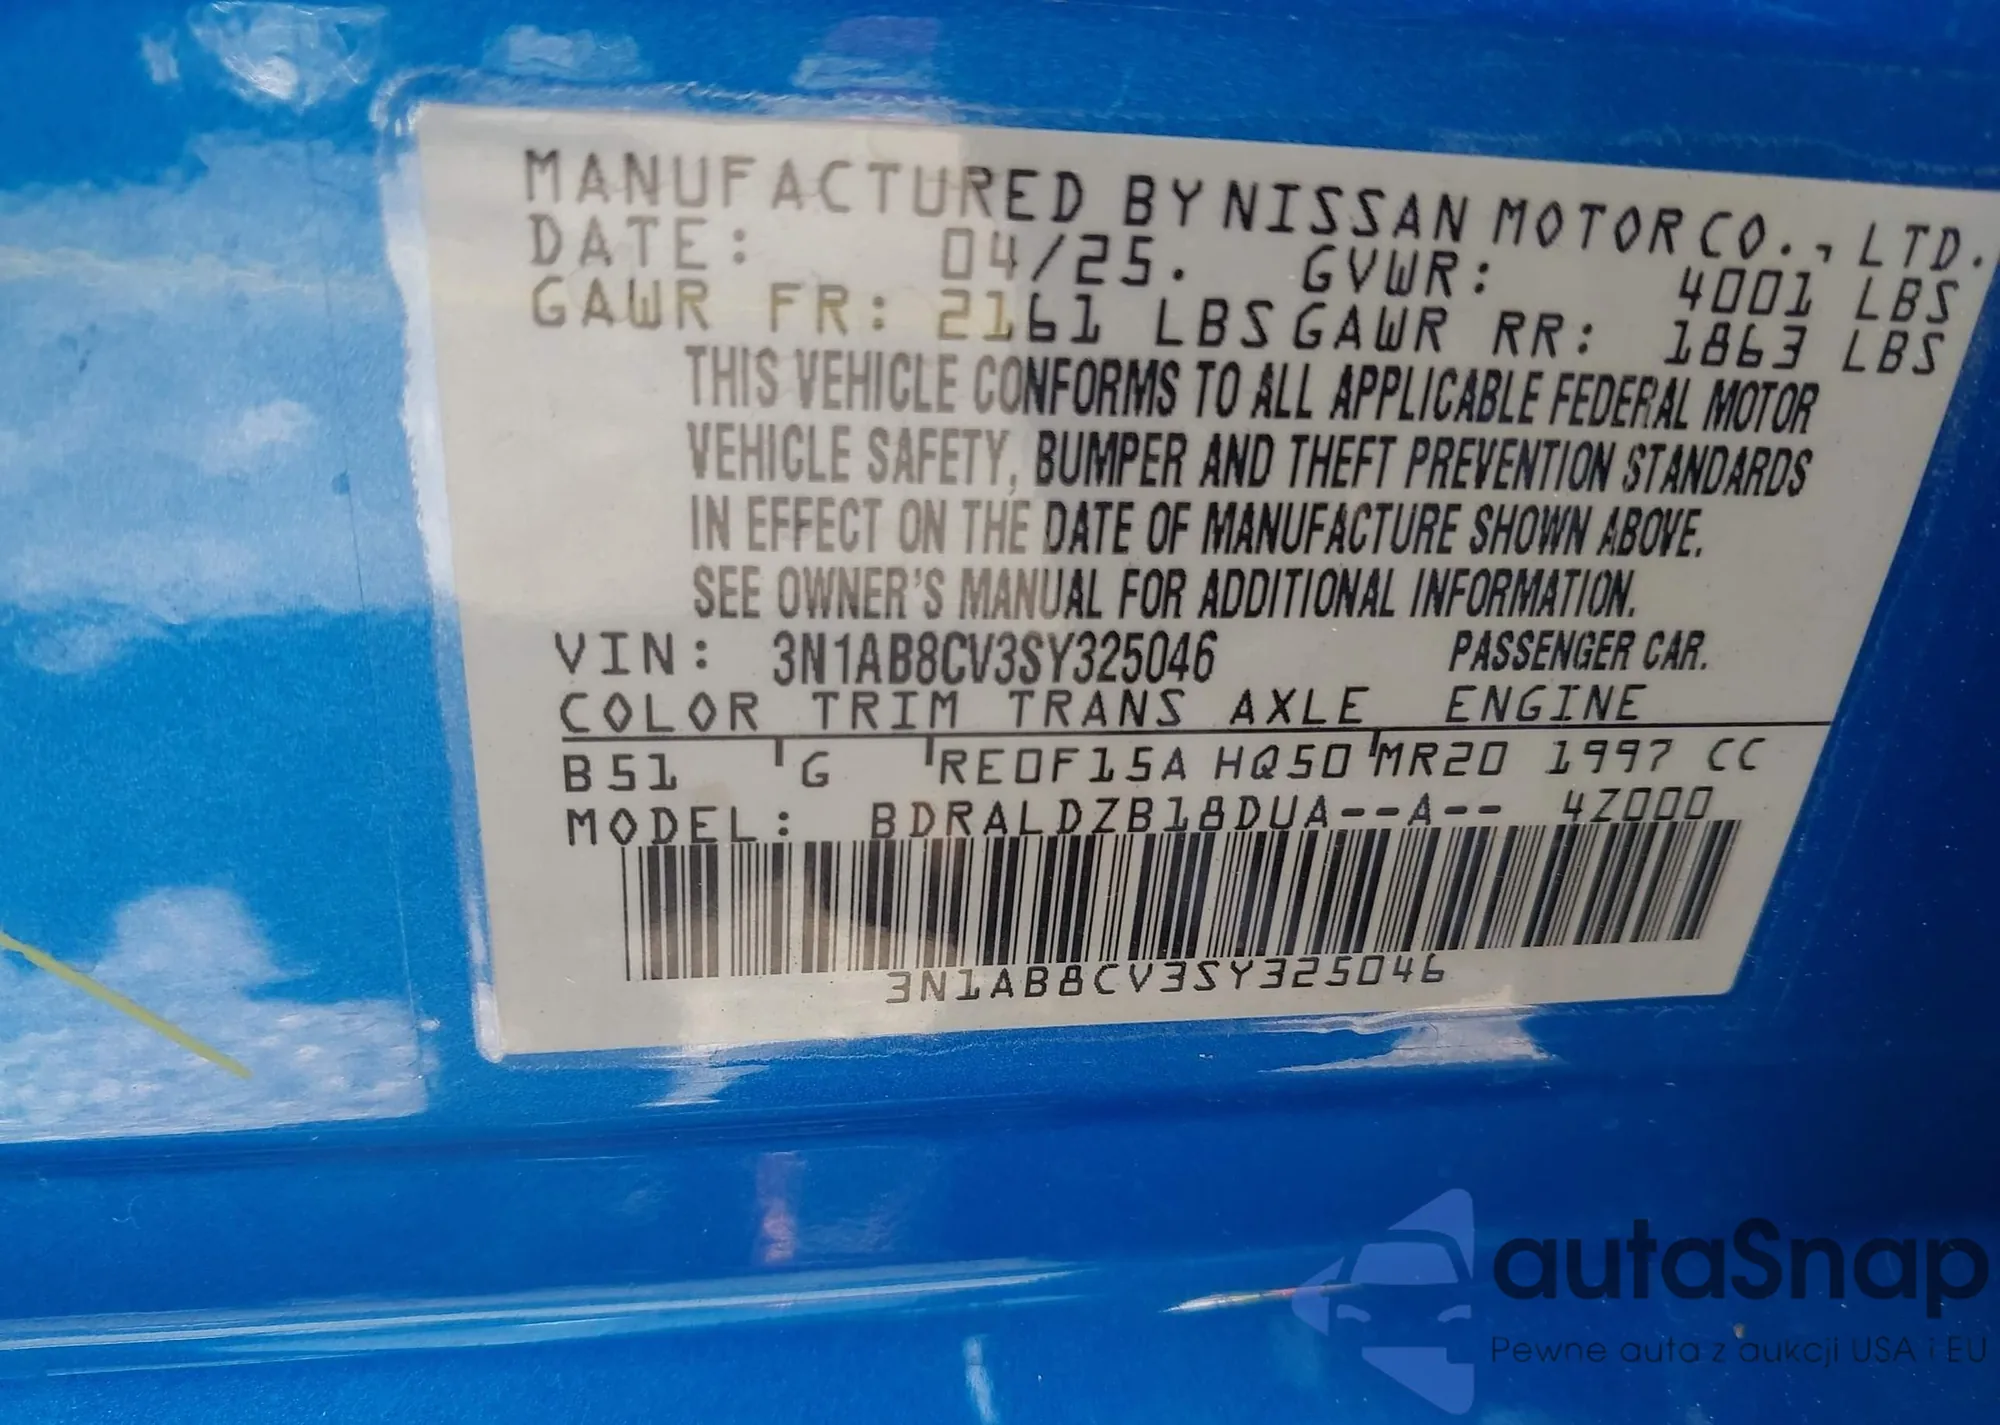 MANUFACTURED BY NISSAN MOTOR CO., LTD.
DATE: 04/25. GVWR: 4001 LBS
GAWR FR: 2161 LBS GAWR RR: 1863 LBS
THIS VEHICLE CONFORMS TO ALL APPLICABLE FEDERAL MOTOR
VEHICLE SAFETY, BUMPER AND THEFT PREVENTION STANDARDS
IN EFFECT ON THE DATE OF MANUFACTURE SHOWN ABOVE.
SEE OWNER'S MANUAL FOR ADDITIONAL INFORMATION.
VIN: 3N1AB8CV3SY325046 PASSENGER CAR.
COLOR TRIM TRANS AXLE ENGINE
B51 G RE0F15A HQ50 MR20 1997 CC
MODEL: BDRALDZB18DUA--A-- 4Z000
3N1AB8CV3SY325046
autaSnap
Pewne auta z aukcji USA i EU